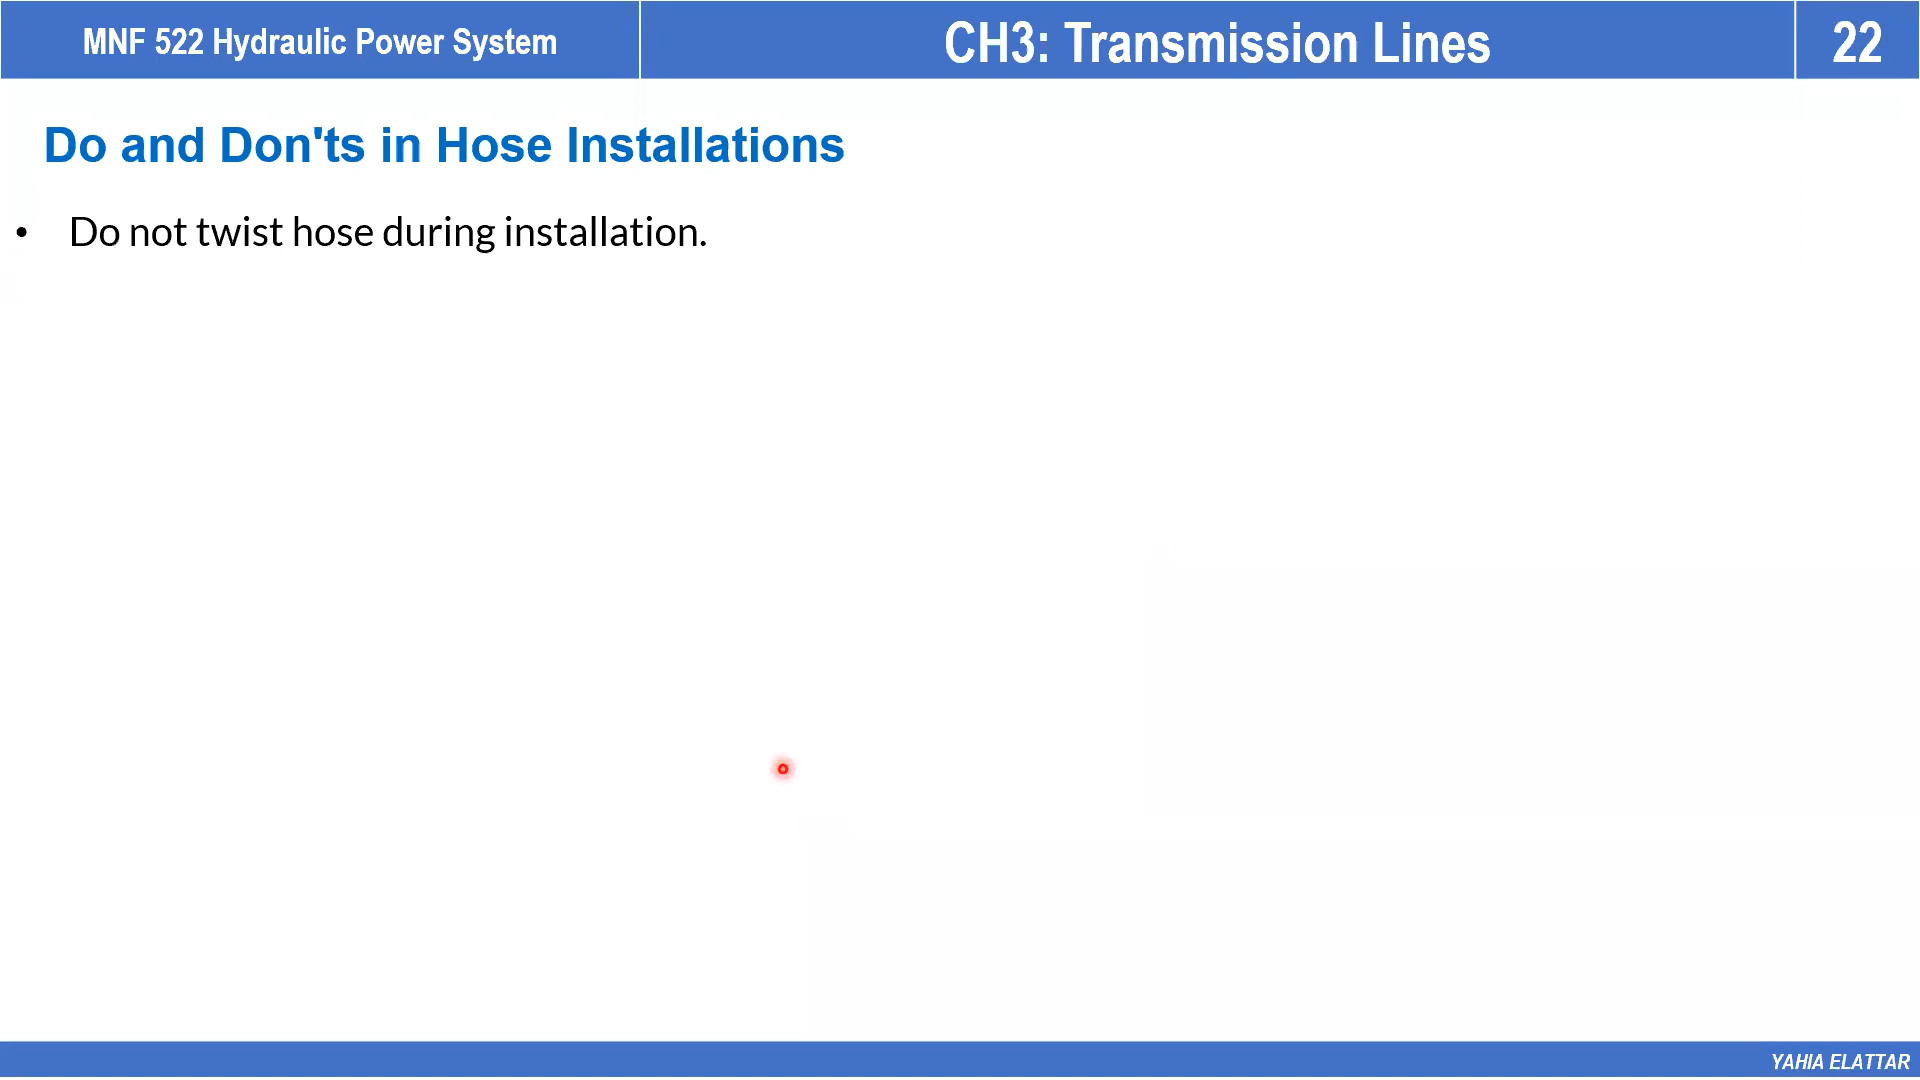 MNF 522 Hydraulic Power System
CH3: Transmission Lines
22
Do and Don'ts in Hose Installations
• Do not twist hose during installation.
YAHIA ELATTAR